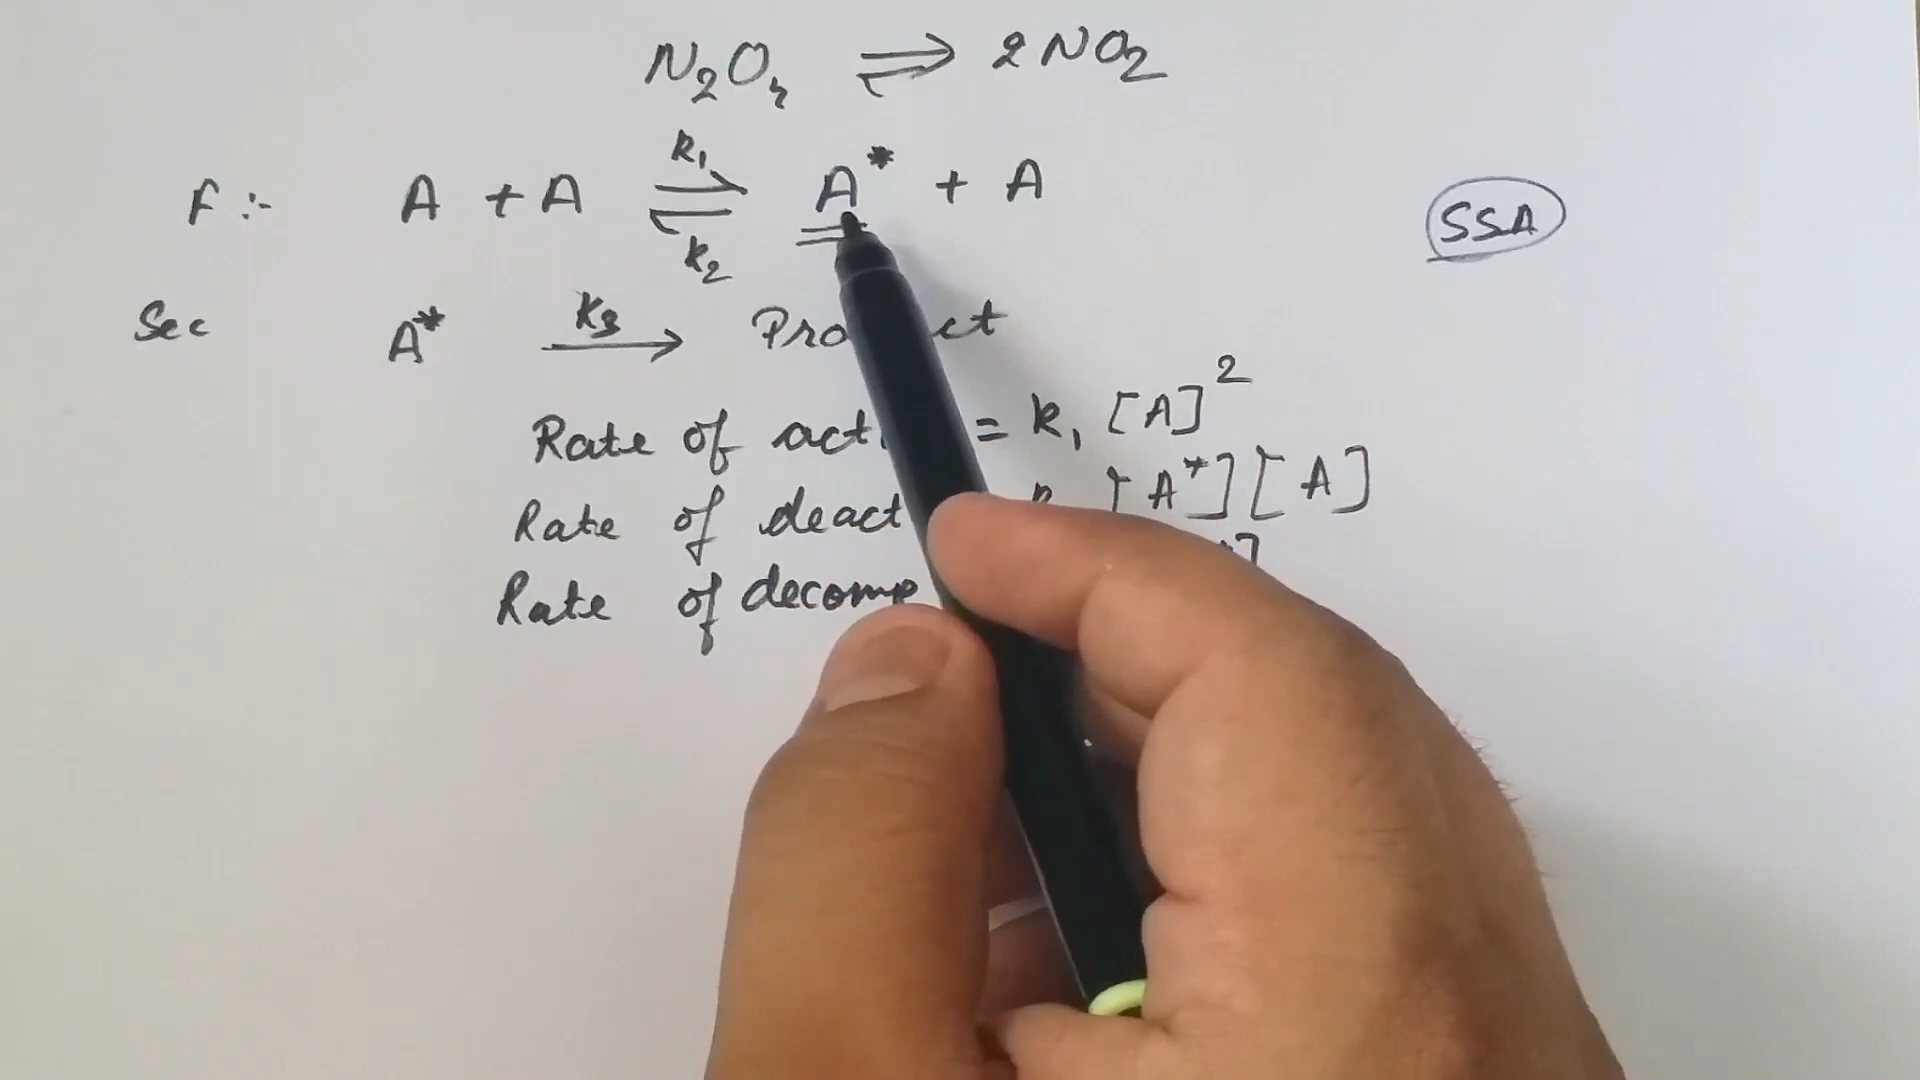 N₂O₄ ⇌ 2NO₂
k₁
F :- A + A ⇌ A* + A
k₂
SSA
k₃
Sec A* → Product
Rate of act = k₁ [A]²
Rate of deact [A*][A]
Rate of decomp